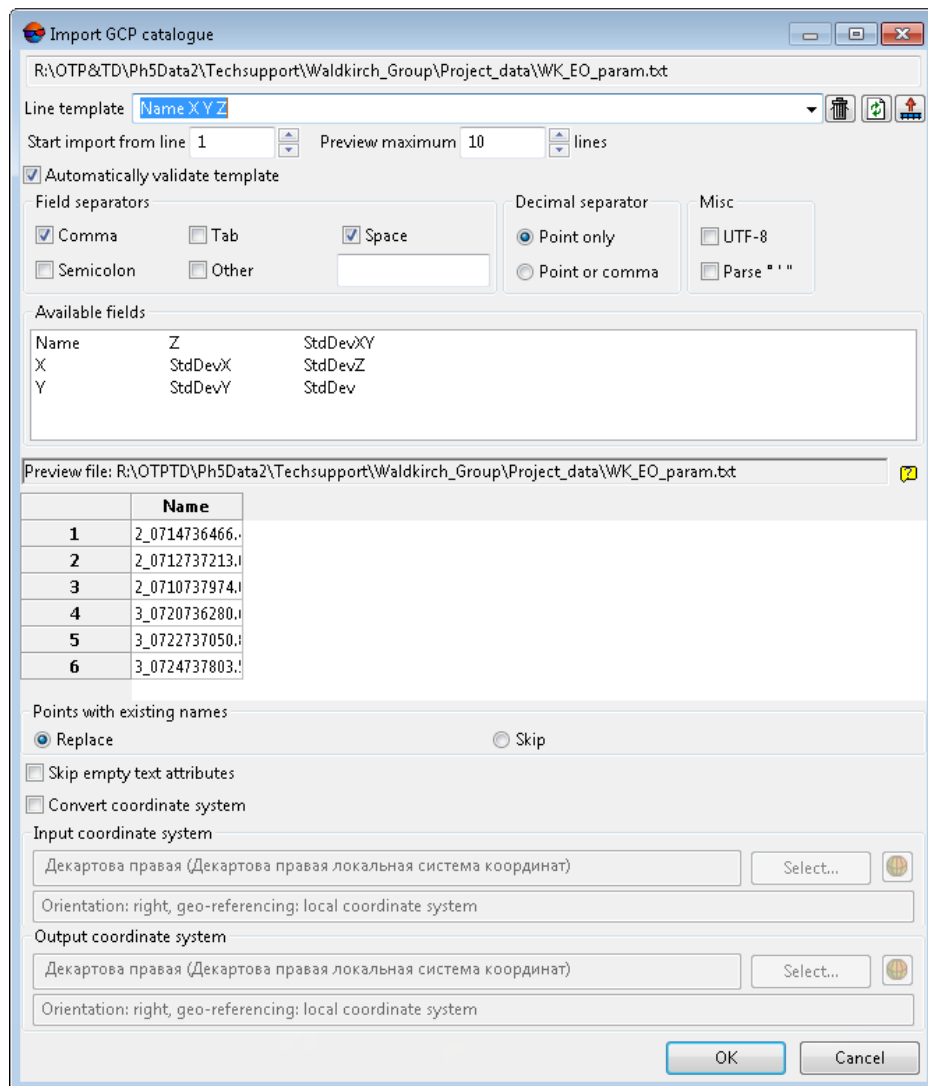 Import GCP catalogue
R:\OTP&TD\Ph5Data2\Techsupport\Waldkirch_Group\Project_data\WK_EO_param.txt
Line template Name X Y Z
Start import from line 1 Preview maximum 10 lines
Automatically validate template
Field separators Decimal separator Misc
Comma Tab Space Point only UTF-8
Semicolon Other Point or comma Parse ° ' "
Available fields
Name Z StdDevXY
X StdDevX StdDevZ
Y StdDevY StdDev
Preview file: R:\OTPTD\Ph5Data2\Techsupport\Waldkirch_Group\Project_data\WK_EO_param.txt
Name
1 2_0714736466.
2 2_0712737213.
3 2_0710737974.
4 3_0720736280.
5 3_0722737050.
6 3_0724737803.
Points with existing names
Replace Skip
Skip empty text attributes
Convert coordinate system
Input coordinate system
Декартова правая (Декартова правая локальная система координат) Select...
Orientation: right, geo-referencing: local coordinate system
Output coordinate system
Декартова правая (Декартова правая локальная система координат) Select...
Orientation: right, geo-referencing: local coordinate system
OK Cancel